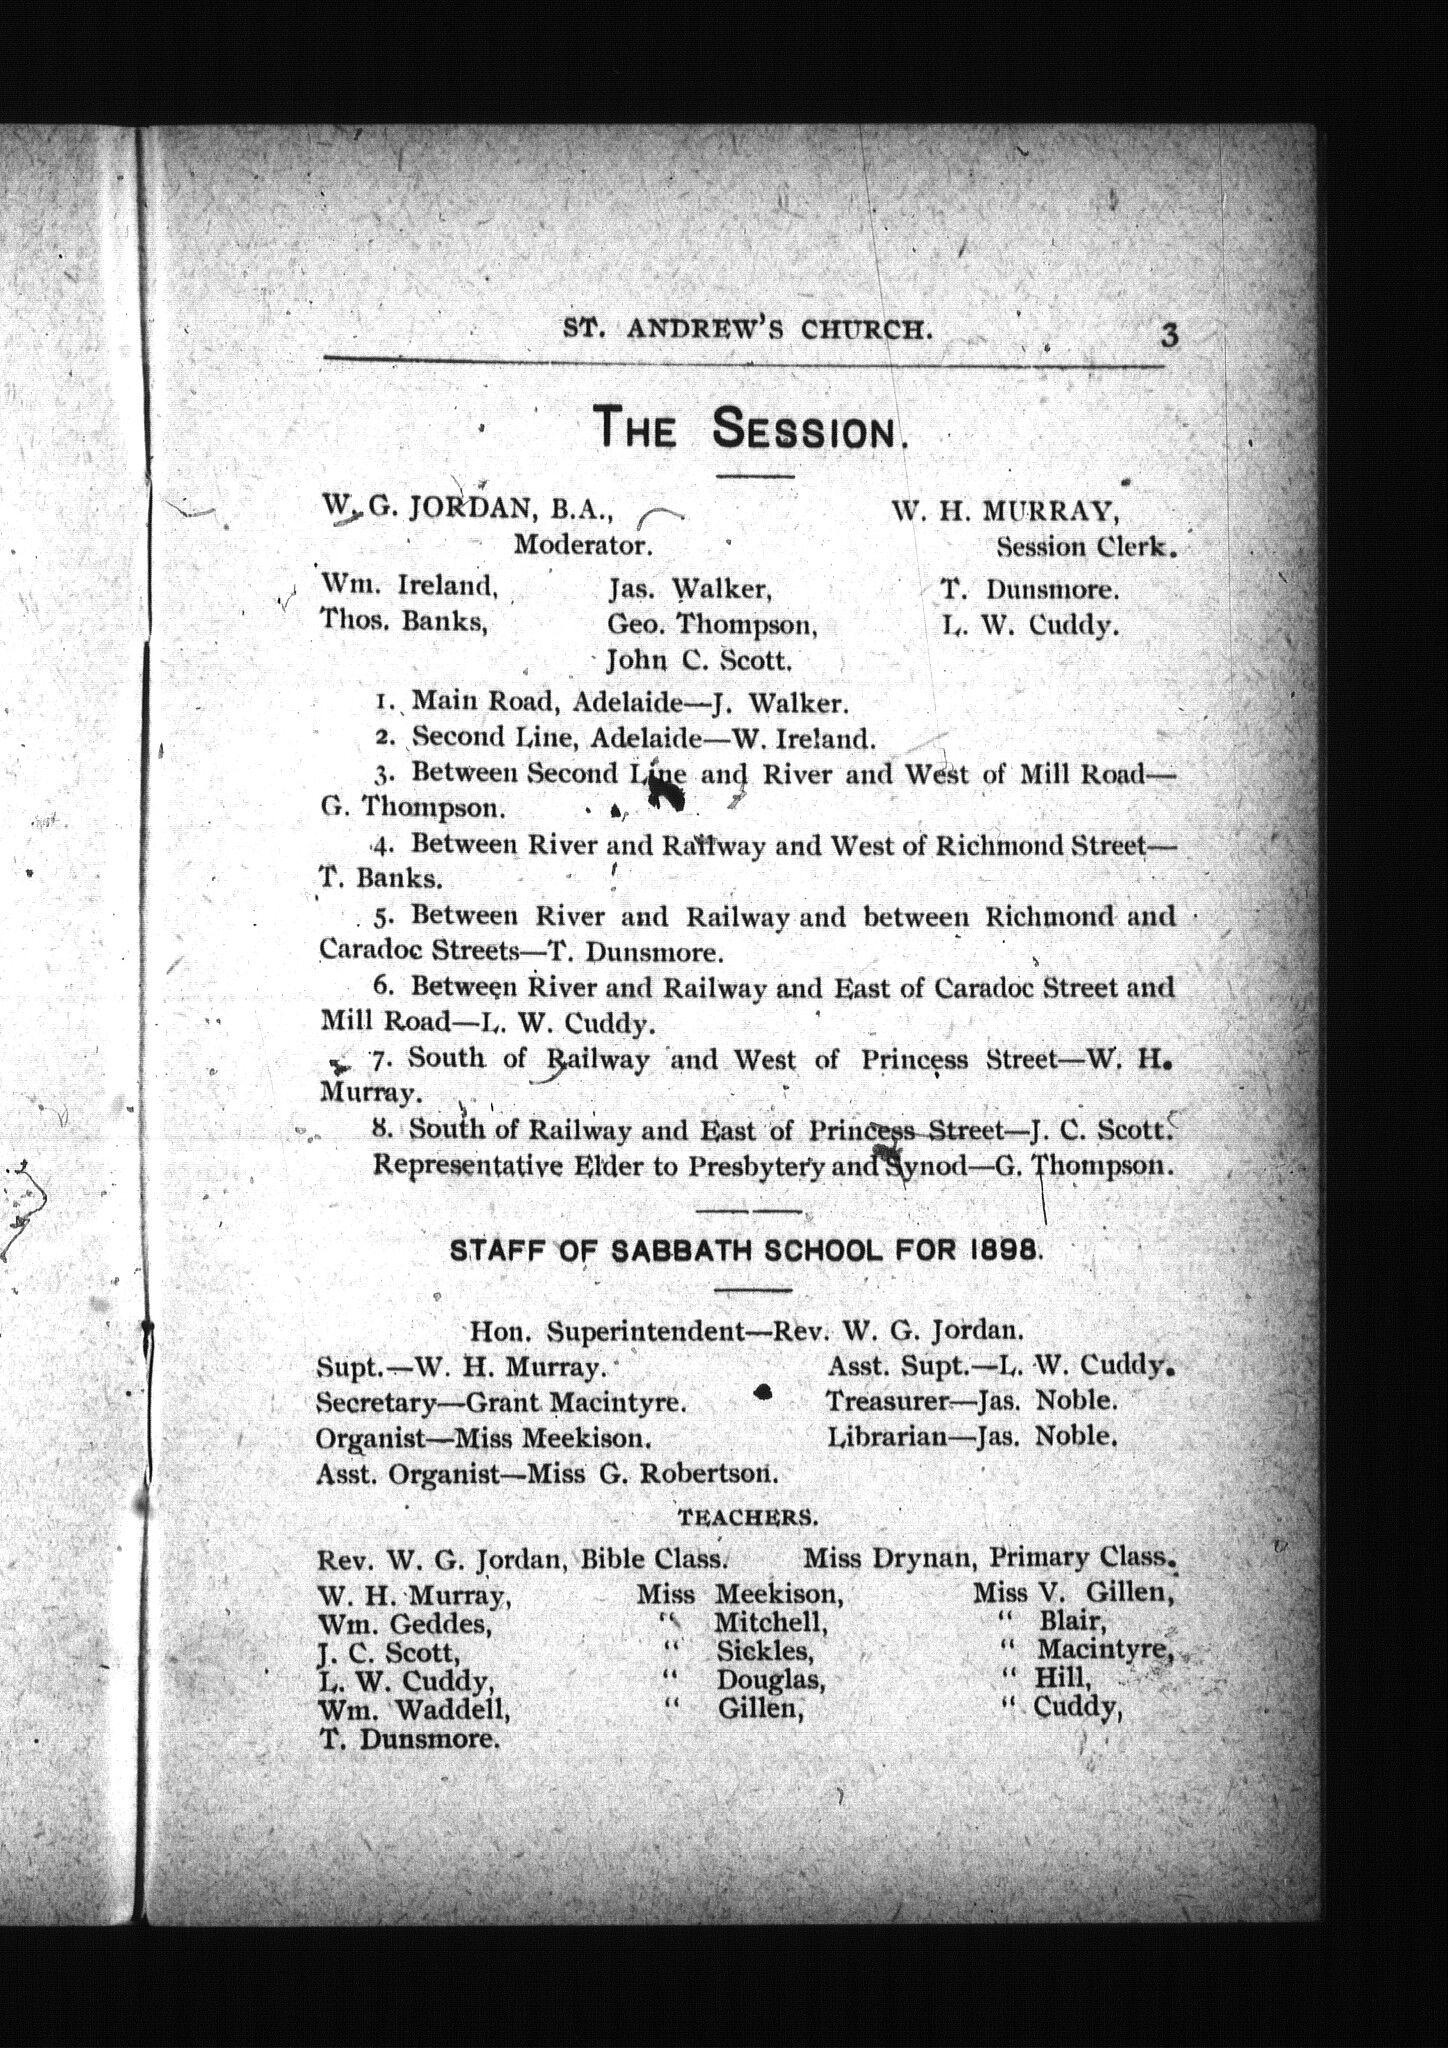 ST. ANDREW'S CHURCH. 3
THE SESSION.
W. G. JORDAN, B.A., W. H. MURRAY,
Moderator. Session Clerk.
Wm. Ireland, Jas. Walker, T. Dunsmore.
Thos. Banks, Geo. Thompson, L. W. Cuddy.
John C. Scott.
1. Main Road, Adelaide—J. Walker.
2. Second Line, Adelaide—W. Ireland.
3. Between Second Line and River and West of Mill Road—
G. Thompson.
4. Between River and Railway and West of Richmond Street—
T. Banks.
5. Between River and Railway and between Richmond and
Caradoc Streets—T. Dunsmore.
6. Between River and Railway and East of Caradoc Street and
Mill Road—L. W. Cuddy.
7. South of Railway and West of Princess Street—W. H.
Murray.
8. South of Railway and East of Princess Street—J. C. Scott.
Representative Elder to Presbytery and Synod—G. Thompson.
STAFF OF SABBATH SCHOOL FOR 1898.
Hon. Superintendent—Rev. W. G. Jordan.
Supt.—W. H. Murray. Asst. Supt.—L. W. Cuddy.
Secretary—Grant Macintyre. Treasurer—Jas. Noble.
Organist—Miss Meekison. Librarian—Jas. Noble.
Asst. Organist—Miss G. Robertson.
TEACHERS.
Rev. W. G. Jordan, Bible Class. Miss Drynan, Primary Class.
W. H. Murray, Miss Meekison, Miss V. Gillen,
Wm. Geddes, " Mitchell, " Blair,
J. C. Scott, " Sickles, " Macintyre,
L. W. Cuddy, " Douglas, " Hill,
Wm. Waddell, " Gillen, " Cuddy,
T. Dunsmore.